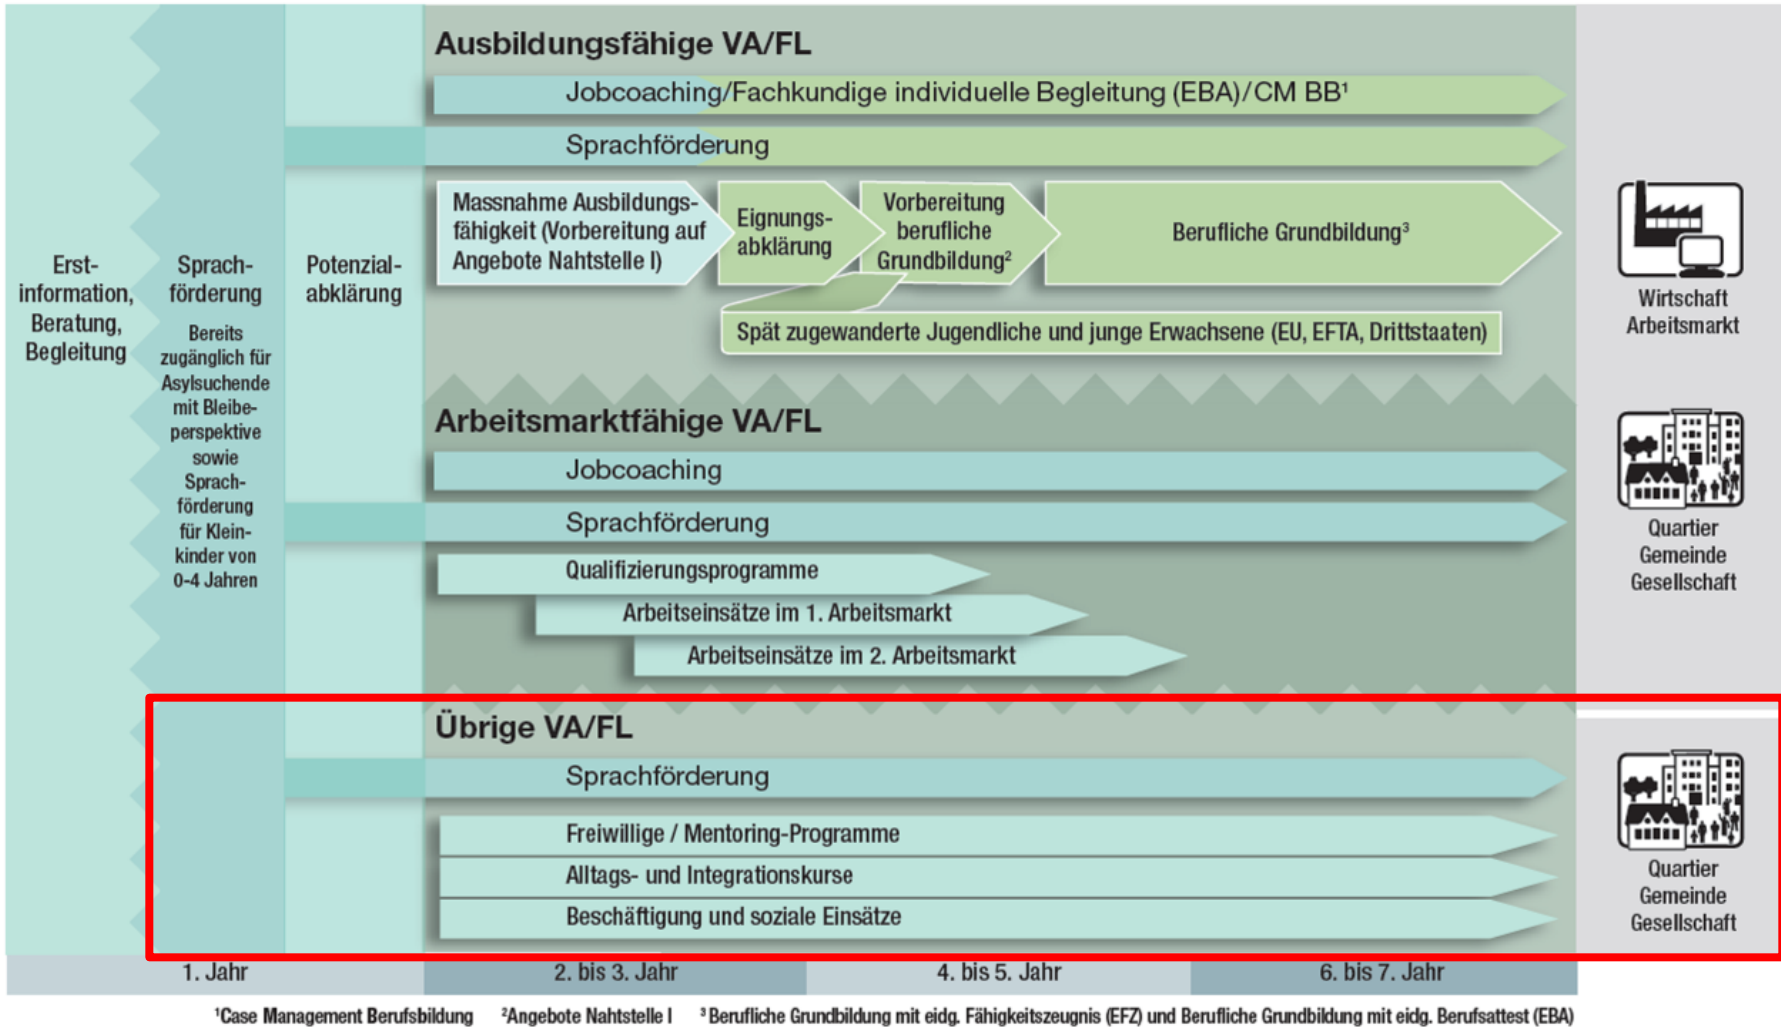 Erst-
information,
Beratung,
Begleitung
Sprach-
förderung
Bereits
zugänglich für
Asylsuchende
mit Bleibe-
perspektive
sowie
Sprach-
förderung
für Klein-
kinder von
0-4 Jahren
Potenzial-
abklärung
Ausbildungsfähige VA/FL
Jobcoaching/Fachkundige individuelle Begleitung (EBA)/CM BB¹
Sprachförderung
Massnahme Ausbildungs-
fähigkeit (Vorbereitung auf
Angebote Nahtstelle I)
Eignungs-
abklärung
Vorbereitung
berufliche
Grundbildung²
Berufliche Grundbildung³
Spät zugewanderte Jugendliche und junge Erwachsene (EU, EFTA, Drittstaaten)
Wirtschaft
Arbeitsmarkt
Arbeitsmarktfähige VA/FL
Jobcoaching
Sprachförderung
Qualifizierungsprogramme
Arbeitseinsätze im 1. Arbeitsmarkt
Arbeitseinsätze im 2. Arbeitsmarkt
Quartier
Gemeinde
Gesellschaft
Übrige VA/FL
Sprachförderung
Freiwillige / Mentoring-Programme
Alltags- und Integrationskurse
Beschäftigung und soziale Einsätze
Quartier
Gemeinde
Gesellschaft
1. Jahr
2. bis 3. Jahr
4. bis 5. Jahr
6. bis 7. Jahr
¹Case Management Berufsbildung ²Angebote Nahtstelle I ³Berufliche Grundbildung mit eidg. Fähigkeitszeugnis (EFZ) und Berufliche Grundbildung mit eidg. Berufsattest (EBA)